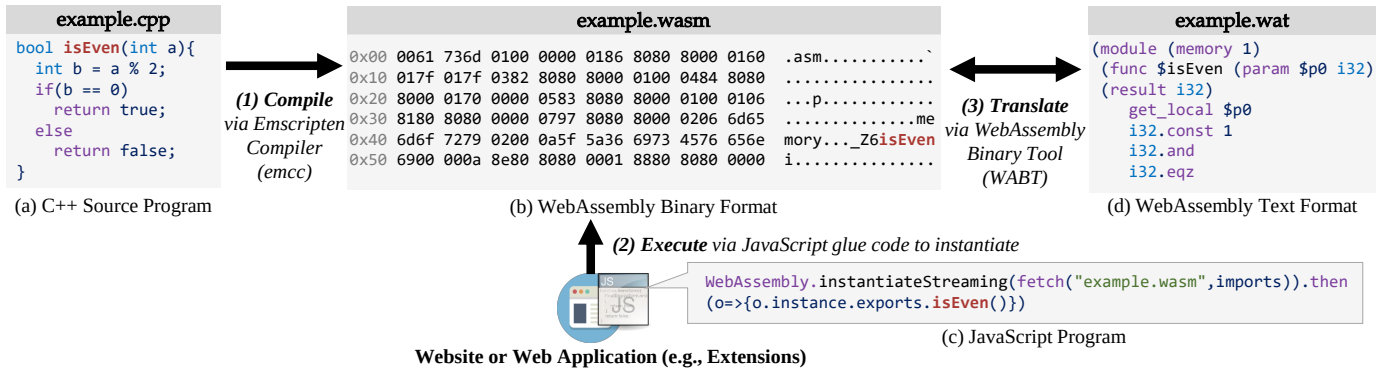 example.cpp
bool isEven(int a){
int b = a % 2;
if(b == 0)
return true;
else
return false;
}
(a) C++ Source Program
(1) Compile
via Emscripten
Compiler
(emcc)
example.wasm
0x00 0061 736d 0100 0000 0186 8080 8000 0160 .asm...........`
0x10 017f 017f 0382 8080 8000 0100 0484 8080 ................
0x20 8000 0170 0000 0583 8080 8000 0100 0106 ...p............
0x30 8180 8080 0000 0797 8080 8000 0206 6d65 ..............me
0x40 6d6f 7279 0200 0a5f 5a36 6973 4576 656e mory..._Z6isEven
0x50 6900 000a 8e80 8080 0001 8880 8080 0000 i...............
(b) WebAssembly Binary Format
(3) Translate
via WebAssembly
Binary Tool
(WABT)
example.wat
(module (memory 1)
(func $isEven (param $p0 i32)
(result i32)
get_local $p0
i32.const 1
i32.and
i32.eqz
(d) WebAssembly Text Format
(2) Execute via JavaScript glue code to instantiate
JS
JS
WebAssembly.instantiateStreaming(fetch("example.wasm",imports)).then
(o=>{o.instance.exports.isEven()})
(c) JavaScript Program
Website or Web Application (e.g., Extensions)